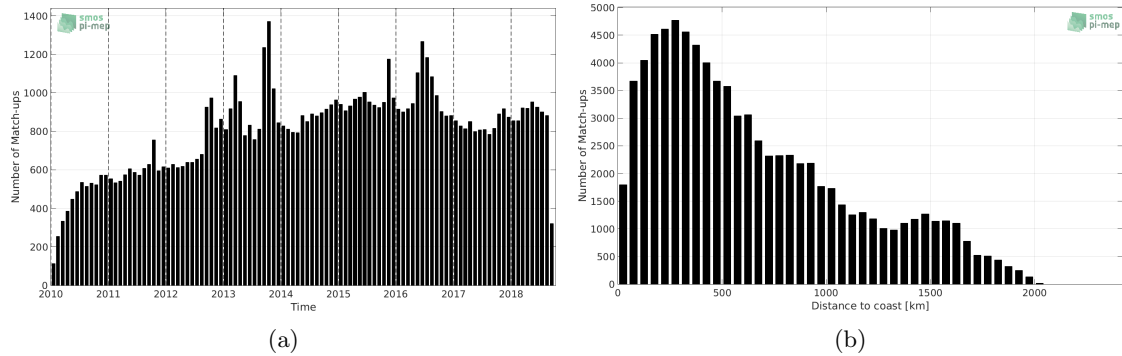 smos
pi-mep
1400
1200
1000
800
600
400
200
0
Number of Match-ups
2010 2011 2012 2013 2014 2015 2016 2017 2018
Time
(a)
smos
pi-mep
5000
4500
4000
3500
3000
2500
2000
1500
1000
500
0
Number of Match-ups
0 500 1000 1500 2000
Distance to coast [km]
(b)